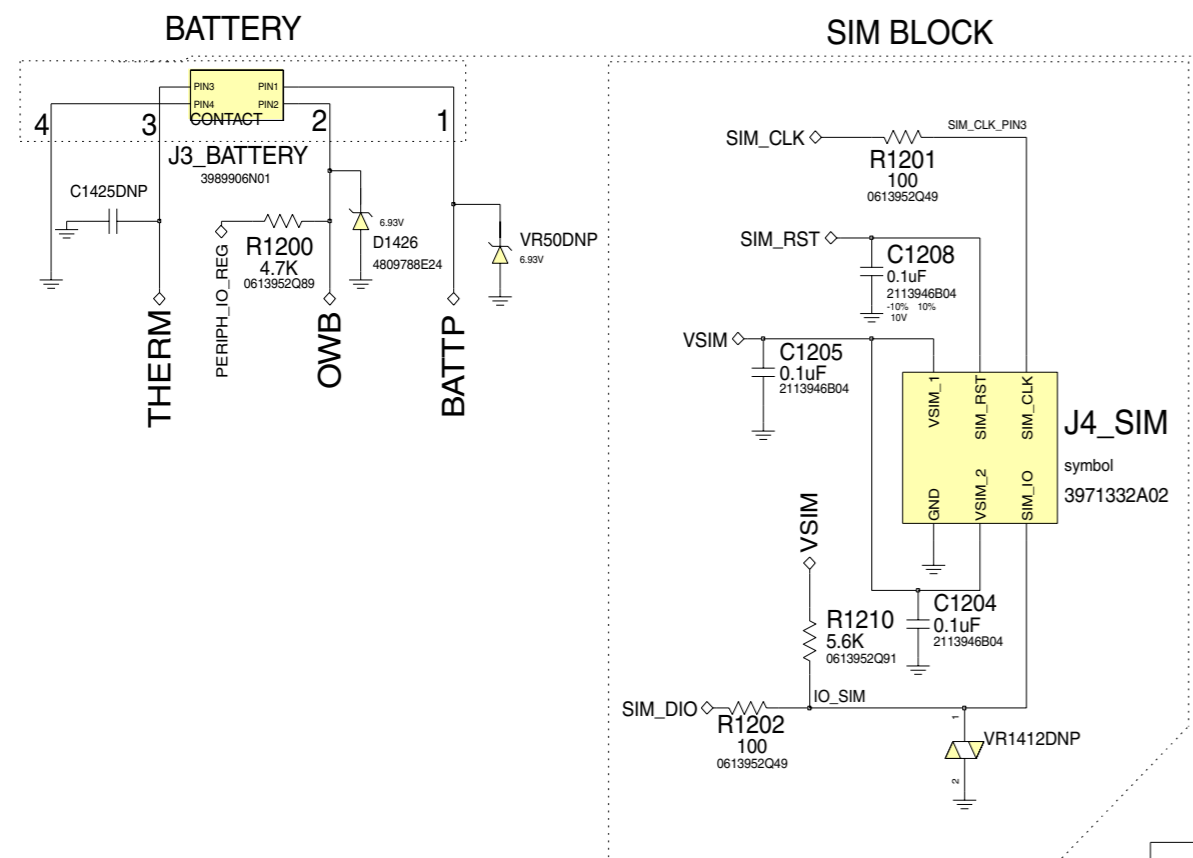 BATTERY
SIM BLOCK
PIN3
PIN1
PIN4
PIN2
CONTACT
4
3
2
1
J3_BATTERY
3989906N01
C1425DNP
R1200
4.7K
0613952Q89
6.93V
D1426
4809788E24
VR50DNP
6.93V
THERM
PERIPH_IO_REG
OWB
BATTP
SIM_CLK
SIM_CLK_PIN3
R1201
100
0613952Q49
SIM_RST
C1208
0.1uF
2113946B04
-10% 10%
10V
VSIM
C1205
0.1uF
2113946B04
VSIM_1
SIM_RST
SIM_CLK
GND
VSIM_2
SIM_IO
J4_SIM
symbol
3971332A02
VSIM
R1210
5.6K
0613952Q91
C1204
0.1uF
2113946B04
SIM_DIO
IO_SIM
R1202
100
0613952Q49
1
VR1412DNP
2